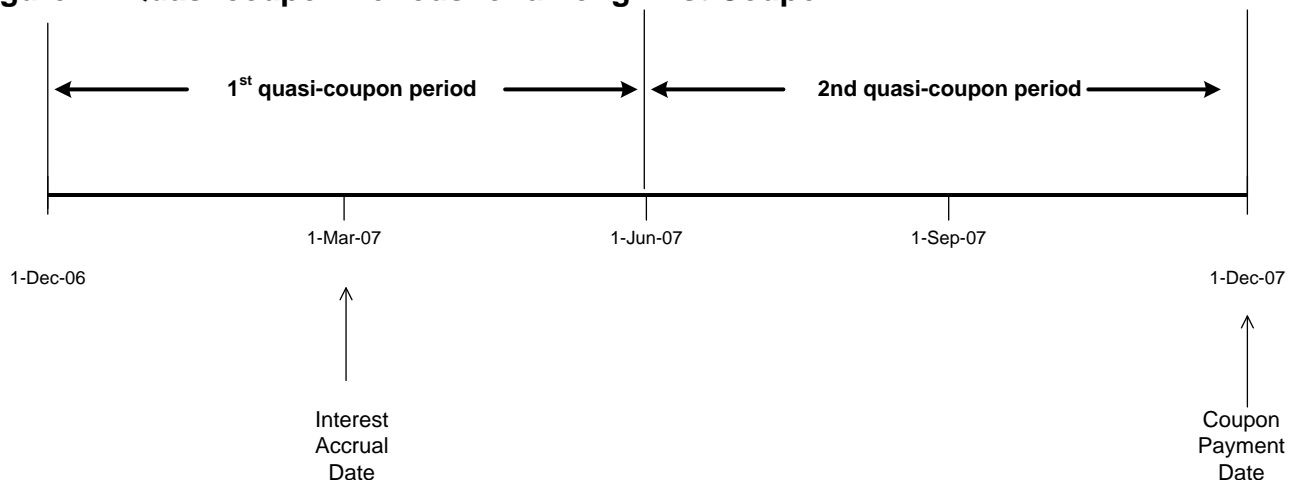 1st quasi-coupon period
2nd quasi-coupon period
1-Mar-07
1-Jun-07
1-Sep-07
1-Dec-06
1-Dec-07
Interest
Accrual
Date
Coupon
Payment
Date